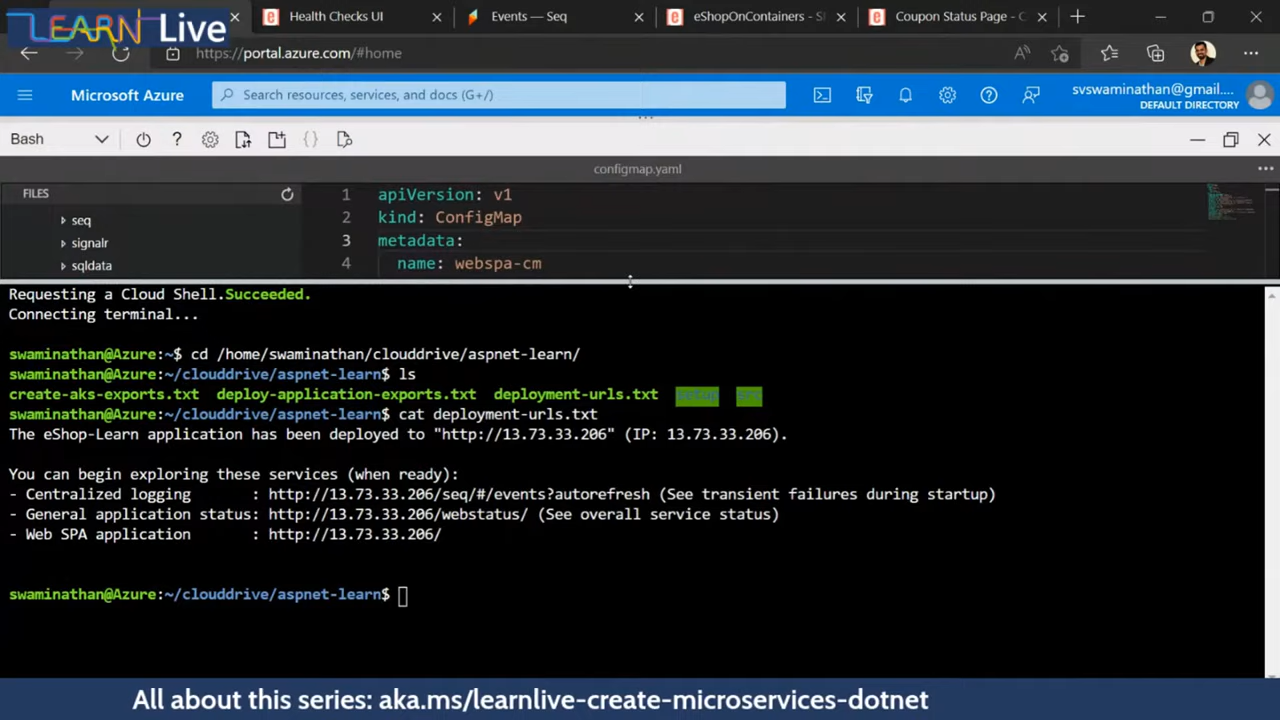 LEARN Live
Health Checks UI
Events — Seq
eShopOnContainers - S
Coupon Status Page - C
https://portal.azure.com/#home
Microsoft Azure
Search resources, services, and docs (G+/)
svswaminathan@gmail....
DEFAULT DIRECTORY
Bash
configmap.yaml
FILES
seq
signalr
sqldata
1 apiVersion: v1
2 kind: ConfigMap
3 metadata:
4 name: webspa-cm
Requesting a Cloud Shell.Succeeded.
Connecting terminal...
swaminathan@Azure:~$ cd /home/swaminathan/clouddrive/aspnet-learn/
swaminathan@Azure:~/clouddrive/aspnet-learn$ ls
create-aks-exports.txt deploy-application-exports.txt deployment-urls.txt setup src
swaminathan@Azure:~/clouddrive/aspnet-learn$ cat deployment-urls.txt
The eShop-Learn application has been deployed to "http://13.73.33.206" (IP: 13.73.33.206).
You can begin exploring these services (when ready):
- Centralized logging : http://13.73.33.206/seq/#/events?autorefresh (See transient failures during startup)
- General application status: http://13.73.33.206/webstatus/ (See overall service status)
- Web SPA application : http://13.73.33.206/
swaminathan@Azure:~/clouddrive/aspnet-learn$
All about this series: aka.ms/learnlive-create-microservices-dotnet